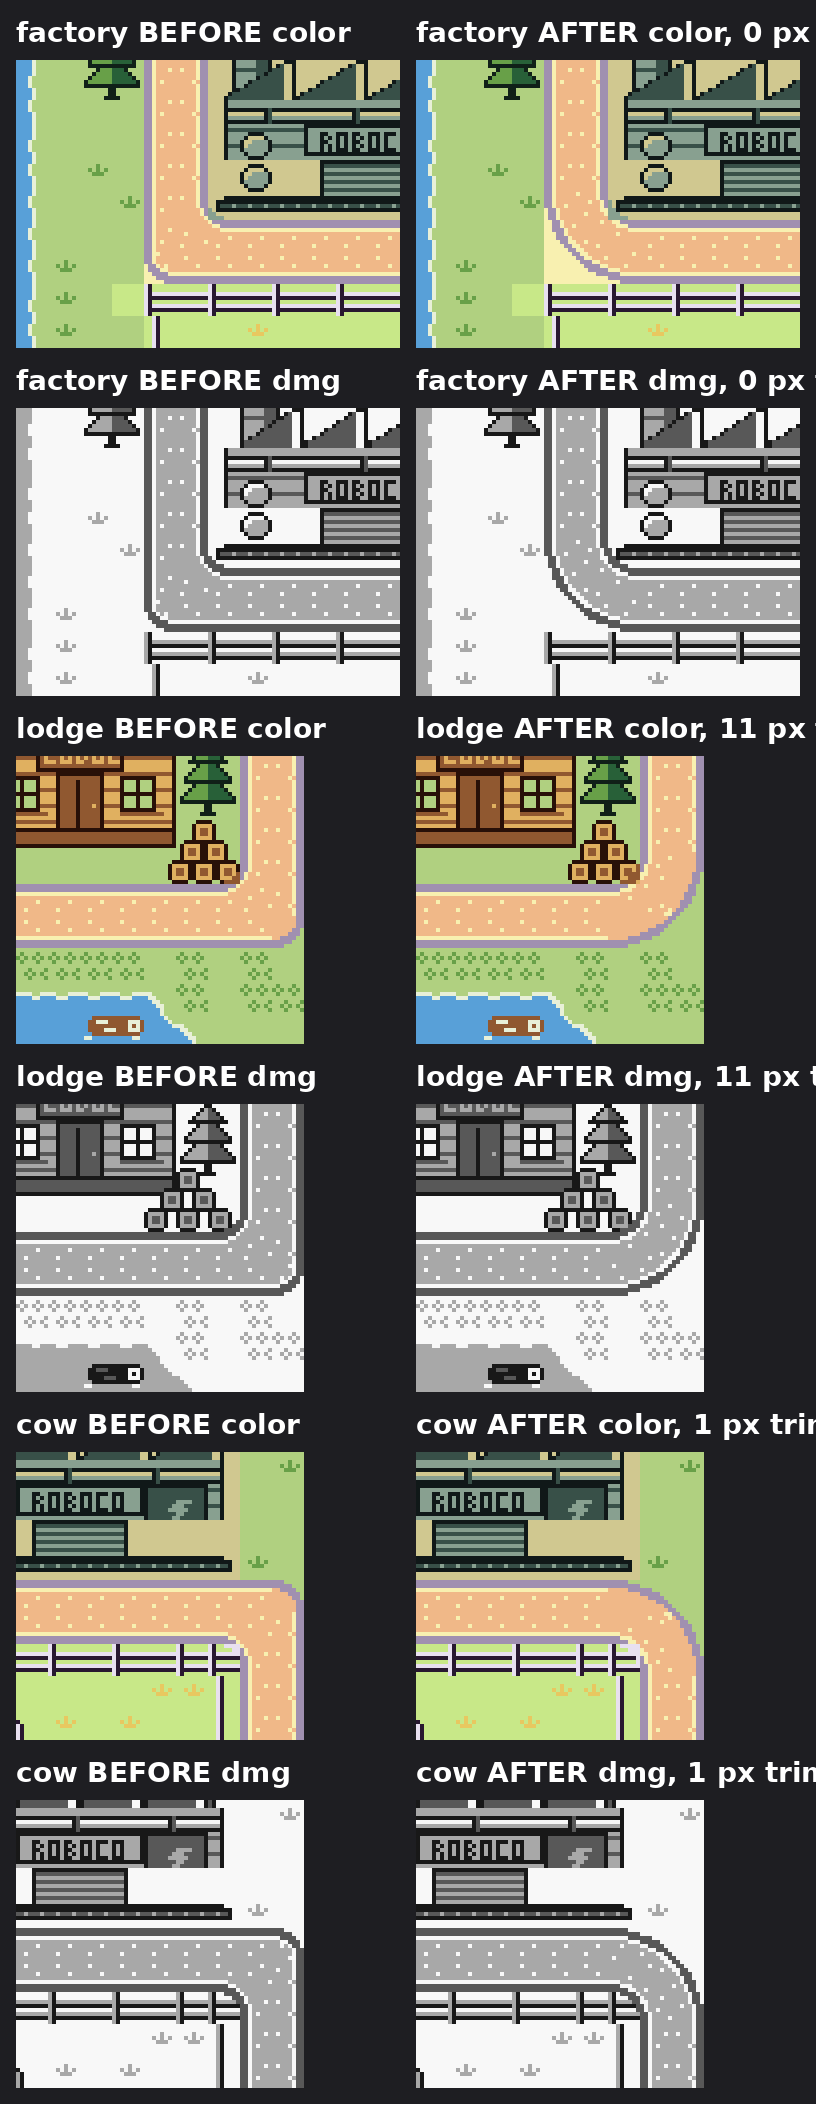 factory BEFORE color
factory AFTER color, 0 px
ROBOC
ROBOC
factory BEFORE dmg
factory AFTER dmg, 0 px
ROBOC
ROBOC
lodge BEFORE color
lodge AFTER color, 11 px
lodge BEFORE dmg
lodge AFTER dmg, 11 px
cow BEFORE color
cow AFTER color, 1 px
ROBOCO
ROBOCO
cow BEFORE dmg
cow AFTER dmg, 1 px
ROBOCO
ROBOCO